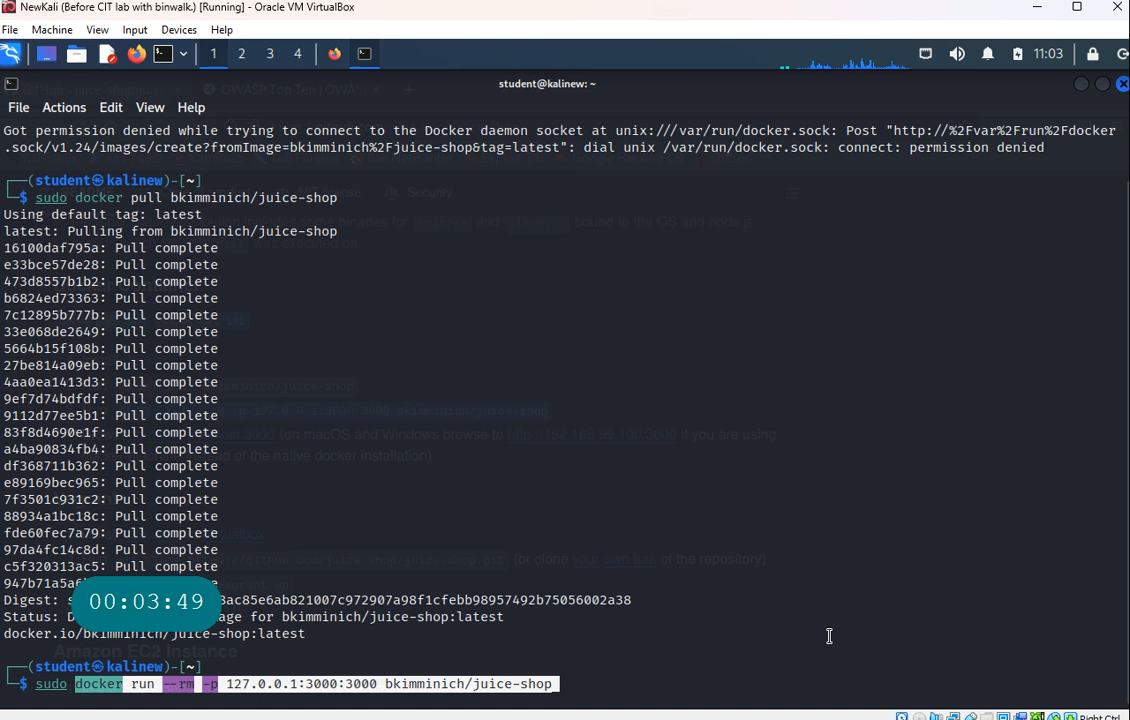 NewKali (Before CIT lab with binwalk.) [Running] - Oracle VM VirtualBox
File Machine View Input Devices Help
1 2 3 4 11:03
student@kalinew: ~
File Actions Edit View Help
Got permission denied while trying to connect to the Docker daemon socket at unix:///var/run/docker.sock: Post "http://%2Fvar%2Frun%2Fdocker
.sock/v1.24/images/create?fromImage=bkimminich%2Fjuice-shop&tag=latest": dial unix /var/run/docker.sock: connect: permission denied
(student㉿kalinew)-[~]
$ sudo docker pull bkimminich/juice-shop
Using default tag: latest
latest: Pulling from bkimminich/juice-shop
16100daf795a: Pull complete
e33bce57de28: Pull complete
473d8557b1b2: Pull complete
b6824ed73363: Pull complete
7c12895b777b: Pull complete
33e068de2649: Pull complete
5664b15f108b: Pull complete
27be814a09eb: Pull complete
4aa0ea1413d3: Pull complete
9ef7d74bdfdf: Pull complete
9112d77ee5b1: Pull complete
83f8d4690e1f: Pull complete
a4ba90834fb4: Pull complete
df368711b362: Pull complete
e89169bec965: Pull complete
7f3501c931c2: Pull complete
88934a1bc18c: Pull complete
fde60fec7a79: Pull complete
97da4fc14c8d: Pull complete
c5f320313ac5: Pull complete
947b71a5a6
00:03:49
Digest: 3ac85e6ab821007c972907a98f1cfebb98957492b75056002a38
Status: age for bkimminich/juice-shop:latest
docker.io/bkimminich/juice-shop:latest
Amazon EC2 Instance
(student㉿kalinew)-[~]
$ sudo docker run --rm -p 127.0.0.1:3000:3000 bkimminich/juice-shop
Right Ctrl